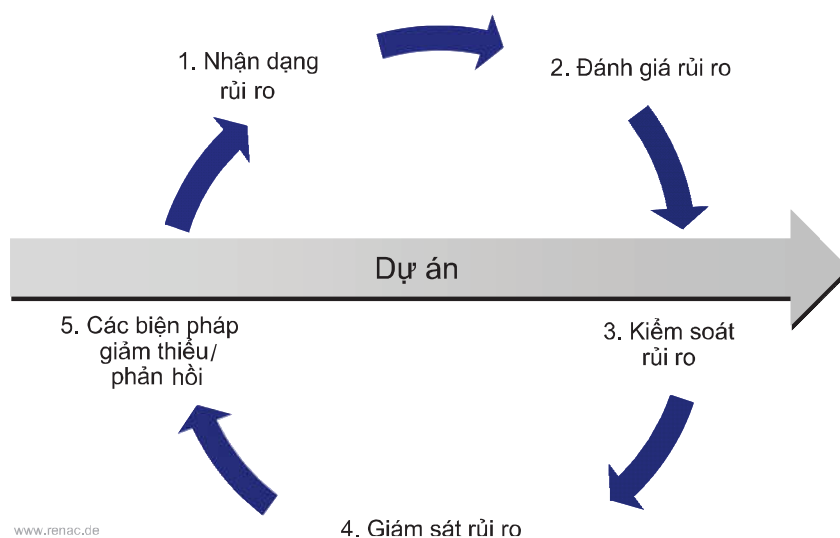 1. Nhận dạng
rủi ro
2. Đánh giá rủi ro
Dự án
5. Các biện pháp
giảm thiểu/
phản hồi
3. Kiểm soát
rủi ro
4. Giám sát rủi ro
www.renac.de